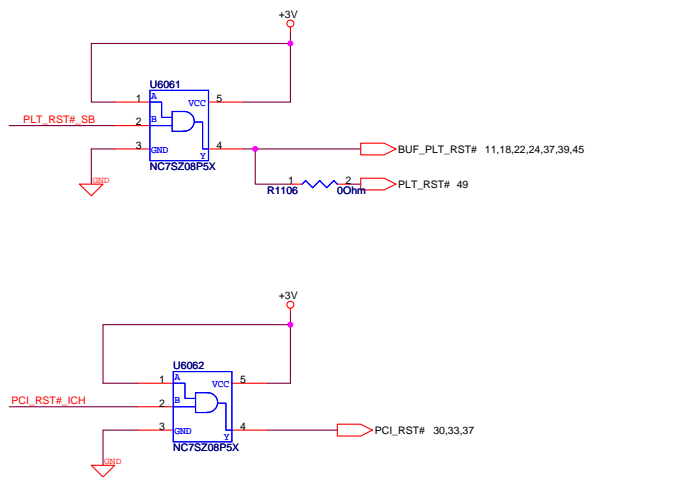 +3V
U6061
1 A VCC 5
PLT_RST#_SB 2 B
3 GND Y 4
BUF_PLT_RST# 11,18,22,24,37,39,45
NC7SZ08P5X
GND
1 2
PLT_RST# 49
R1106 0Ohm
+3V
U6062
1 A VCC 5
PCI_RST#_ICH 2 B
3 GND Y 4
PCI_RST# 30,33,37
NC7SZ08P5X
GND